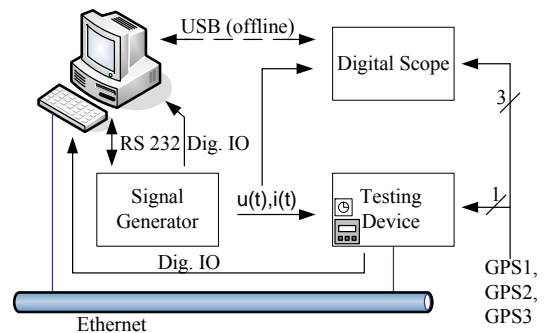 USB (offline)
Digital Scope
3
RS 232
Dig. IO
Signal
Generator
u(t),i(t)
Testing
Device
1
Dig. IO
GPS1,
GPS2,
GPS3
Ethernet